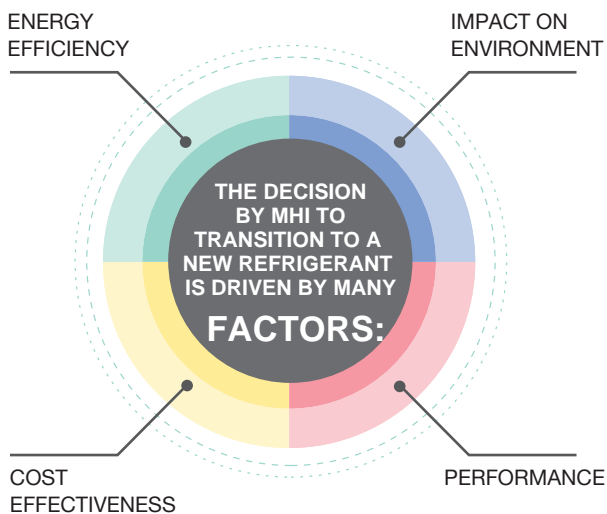 ENERGY
EFFICIENCY
IMPACT ON
ENVIRONMENT
THE DECISION
BY MHI TO
TRANSITION TO A
NEW REFRIGERANT
IS DRIVEN BY MANY
FACTORS:
COST
EFFECTIVENESS
PERFORMANCE